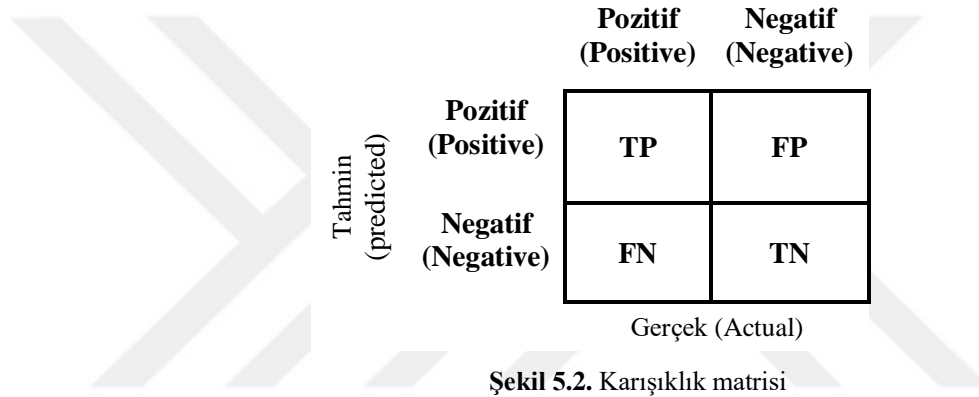 Pozitif Negatif
(Positive) (Negative)
Pozitif
(Positive) TP FP
Tahmin
(predicted)
Negatif
(Negative) FN TN
Gerçek (Actual)
Şekil 5.2. Karışıklık matrisi